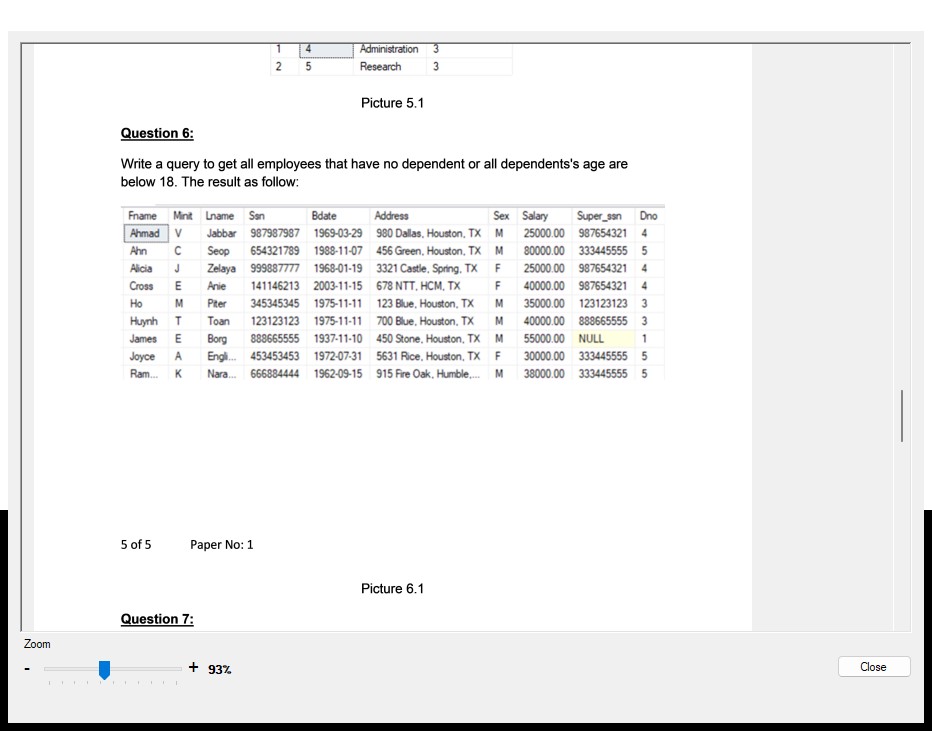 1 4 Administration 3
2 5 Research 3
Picture 5.1
Question 6:
Write a query to get all employees that have no dependent or all dependents's age are
below 18. The result as follow:
Fname Minit Lname Ssn Bdate Address Sex Salary Super_ssn Dno
Ahmad V Jabbar 987987987 1969-03-29 980 Dallas, Houston, TX M 25000.00 987654321 4
Ahn C Seop 654321789 1988-11-07 456 Green, Houston, TX M 80000.00 333445555 5
Alicia J Zelaya 999887777 1968-01-19 3321 Castle, Spring, TX F 25000.00 987654321 4
Cross E Anie 141146213 2003-11-15 678 NTT, HCM, TX F 40000.00 987654321 4
Ho M Piter 345345345 1975-11-11 123 Blue, Houston, TX M 35000.00 123123123 3
Huynh T Toan 123123123 1975-11-11 700 Blue, Houston, TX M 40000.00 888665555 3
James E Borg 888665555 1937-11-10 450 Stone, Houston, TX M 55000.00 NULL 1
Joyce A Engli... 453453453 1972-07-31 5631 Rice, Houston, TX F 30000.00 333445555 5
Ram... K Nara... 666884444 1962-09-15 915 Fire Oak, Humble,... M 38000.00 333445555 5
5 of 5 Paper No: 1
Picture 6.1
Question 7:
Zoom
- + 93%
Close